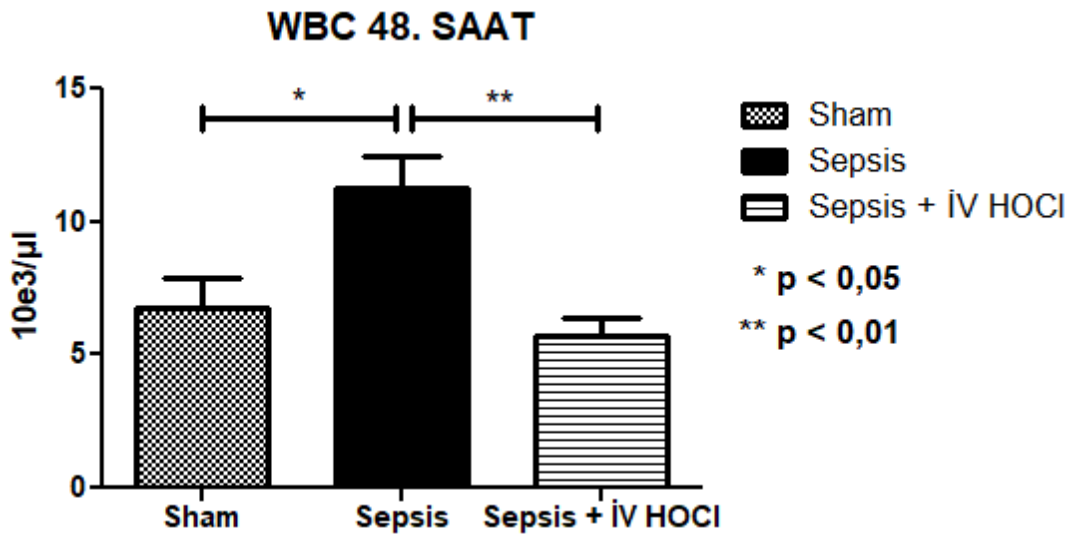 WBC 48. SAAT
10e3/µl
15
10
5
0
*
**
Sham
Sepsis
Sepsis + İV HOCl
Sham
Sepsis
Sepsis + İV HOCl
* p < 0,05
** p < 0,01